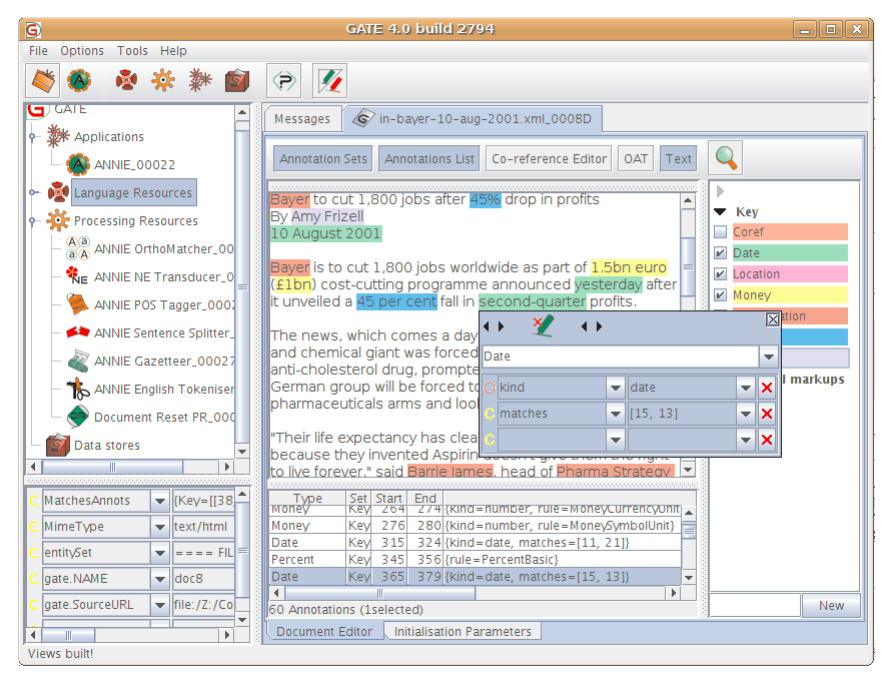 GATE 4.0 build 2794
File Options Tools Help
GATE
Applications
ANNIE_00022
Language Resources
Processing Resources
ANNIE OrthoMatcher_00
ANNIE NE Transducer_0
ANNIE POS Tagger_0002
ANNIE Sentence Splitter_
ANNIE Gazetteer_00027
ANNIE English Tokeniser
Document Reset PR_000
Data stores
MatchesAnnots {Key=[[38
MimeType text/html
entitySet ==== FIL
gate.NAME doc8
gate.SourceURL file:/Z:/Co
Messages in-bayer-10-aug-2001.xml_0008D
Annotation Sets Annotations List Co-reference Editor OAT Text
Bayer to cut 1,800 jobs after 45% drop in profits
By Amy Frizell
10 August 2001
Bayer is to cut 1,800 jobs worldwide as part of 1.5bn euro
(£1bn) cost-cutting programme announced yesterday after
it unveiled a 45 per cent fall in second-quarter profits.
The news, which comes a day
and chemical giant was forced
anti-cholesterol drug, prompte
German group will be forced to
pharmaceuticals arms and lool
"Their life expectancy has clea
because they invented Aspirin doesn't give them the right
to live forever," said Barrie James, head of Pharma Strategy
Date
kind date
matches [15, 13]
Key
Coref
Date
Location
Money
ation
l markups
Type Set Start End
Money Key 264 274 {kind=number, rule=MoneyCurrencyUnit
Money Key 276 280 {kind=number, rule=MoneySymbolUnit}
Date Key 315 324 {kind=date, matches=[11, 21]}
Percent Key 345 356 {rule=PercentBasic}
Date Key 365 379 {kind=date, matches=[15, 13]}
60 Annotations (1selected)
New
Document Editor Initialisation Parameters
Views built!